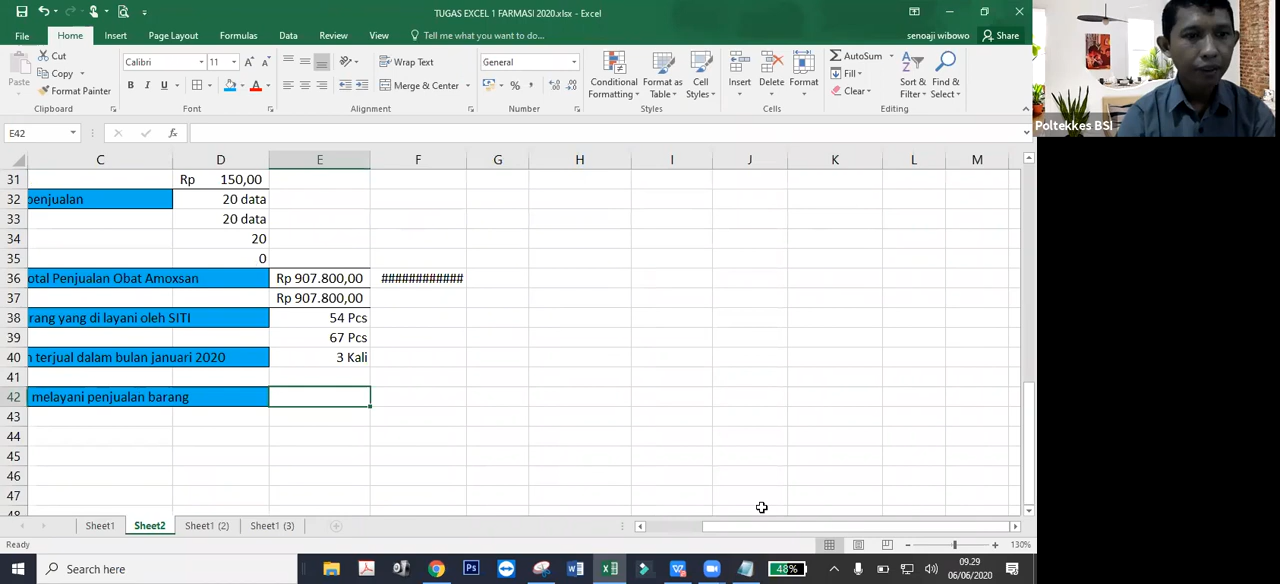 TUGAS EXCEL 1 FARMASI 2020.xlsx - Excel
File Home Insert Page Layout Formulas Data Review View Tell me what you want to do... senoaji wibowo Share
Paste Cut Copy Format Painter
Calibri 11
B I U
Wrap Text
Merge & Center
General
Conditional Formatting Format as Table Cell Styles
Insert Delete Format
AutoSum Fill Clear
Sort & Filter Find & Select
Clipboard Font Alignment Number Styles Cells Editing
Poltekkes BSI
E42 fx
C D E F G H I J K L M
31 Rp 150,00
32 penjualan 20 data
33 20 data
34 20
35 0
36 otal Penjualan Obat Amoxsan Rp 907.800,00 ############
37 Rp 907.800,00
38 rang yang di layani oleh SITI 54 Pcs
39 67 Pcs
40 n terjual dalam bulan januari 2020 3 Kali
41
42 melayani penjualan barang
43
44
45
46
47
48
Sheet1 Sheet2 Sheet1 (2) Sheet1 (3)
Ready 130%
Search here 48% 09.29
06/06/2020